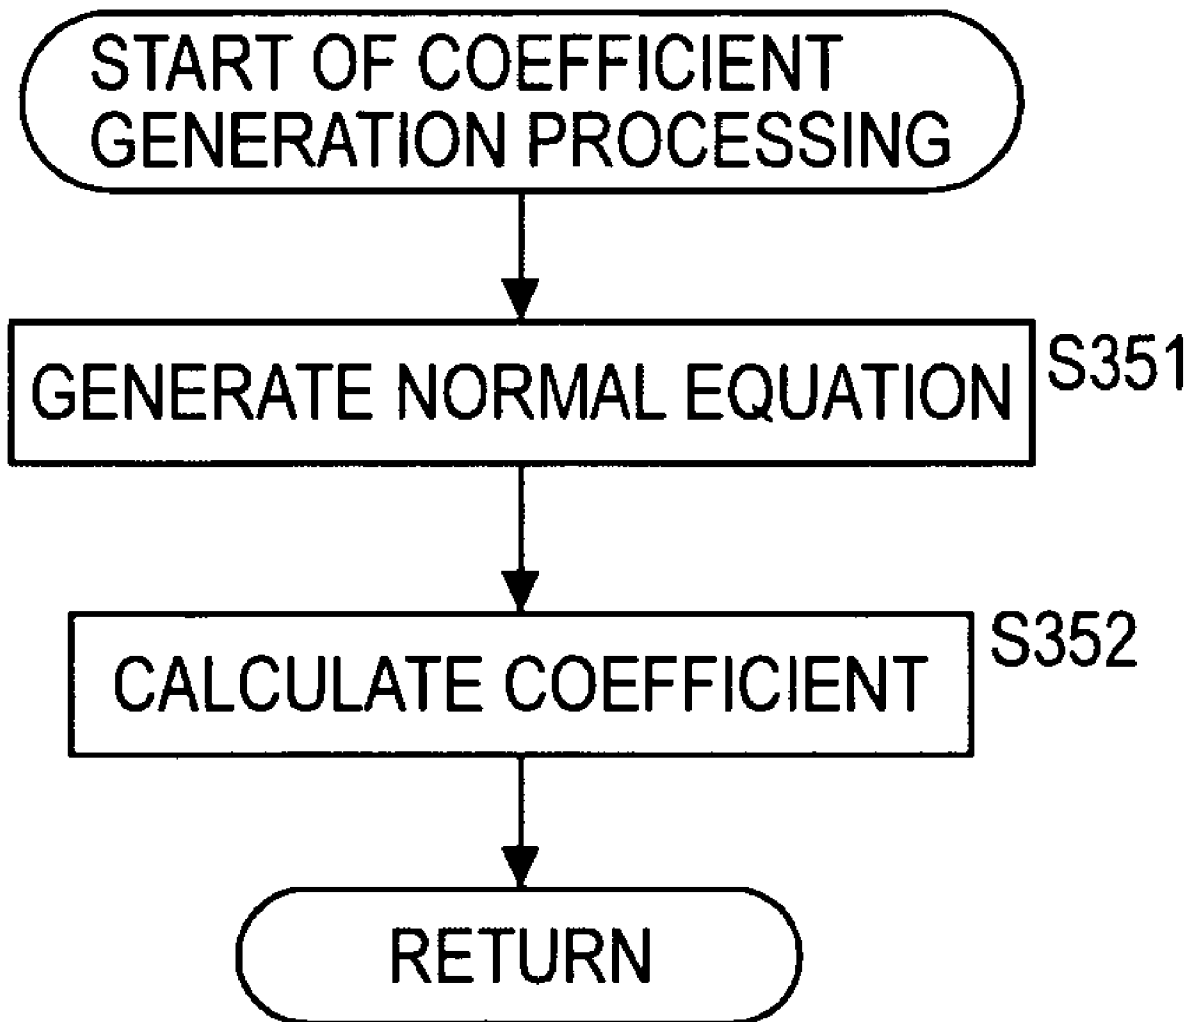 START OF COEFFICIENT
GENERATION PROCESSING
GENERATE NORMAL EQUATION
S351
CALCULATE COEFFICIENT
S352
RETURN